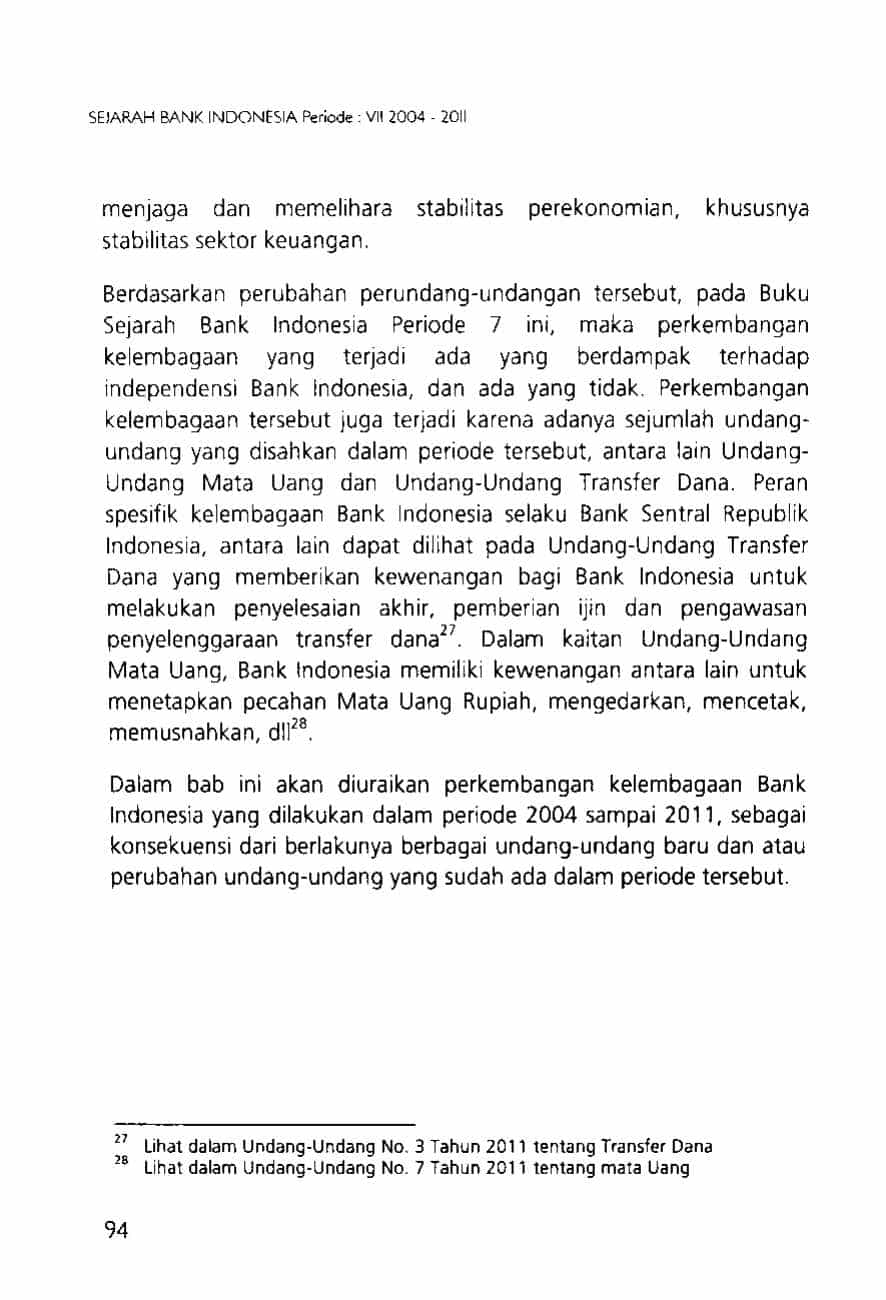 SEJARAH BANK INDONESIA Periode : VII 2004 - 2011
menjaga dan memelihara stabilitas perekonomian, khususnya
stabilitas sektor keuangan.
Berdasarkan perubahan perundang-undangan tersebut, pada Buku
Sejarah Bank Indonesia Periode 7 ini, maka perkembangan
kelembagaan yang terjadi ada yang berdampak terhadap
independensi Bank Indonesia, dan ada yang tidak. Perkembangan
kelembagaan tersebut juga terjadi karena adanya sejumlah undang-
undang yang disahkan dalam periode tersebut, antara lain Undang-
Undang Mata Uang dan Undang-Undang Transfer Dana. Peran
spesifik kelembagaan Bank Indonesia selaku Bank Sentral Republik
Indonesia, antara lain dapat dilihat pada Undang-Undang Transfer
Dana yang memberikan kewenangan bagi Bank Indonesia untuk
melakukan penyelesaian akhir, pemberian ijin dan pengawasan
penyelenggaraan transfer dana27. Dalam kaitan Undang-Undang
Mata Uang, Bank Indonesia memiliki kewenangan antara lain untuk
menetapkan pecahan Mata Uang Rupiah, mengedarkan, mencetak,
memusnahkan, dll28.
Dalam bab ini akan diuraikan perkembangan kelembagaan Bank
Indonesia yang dilakukan dalam periode 2004 sampai 2011, sebagai
konsekuensi dari berlakunya berbagai undang-undang baru dan atau
perubahan undang-undang yang sudah ada dalam periode tersebut.
27 Lihat dalam Undang-Undang No. 3 Tahun 2011 tentang Transfer Dana
28 Lihat dalam Undang-Undang No. 7 Tahun 2011 tentang mata Uang
94